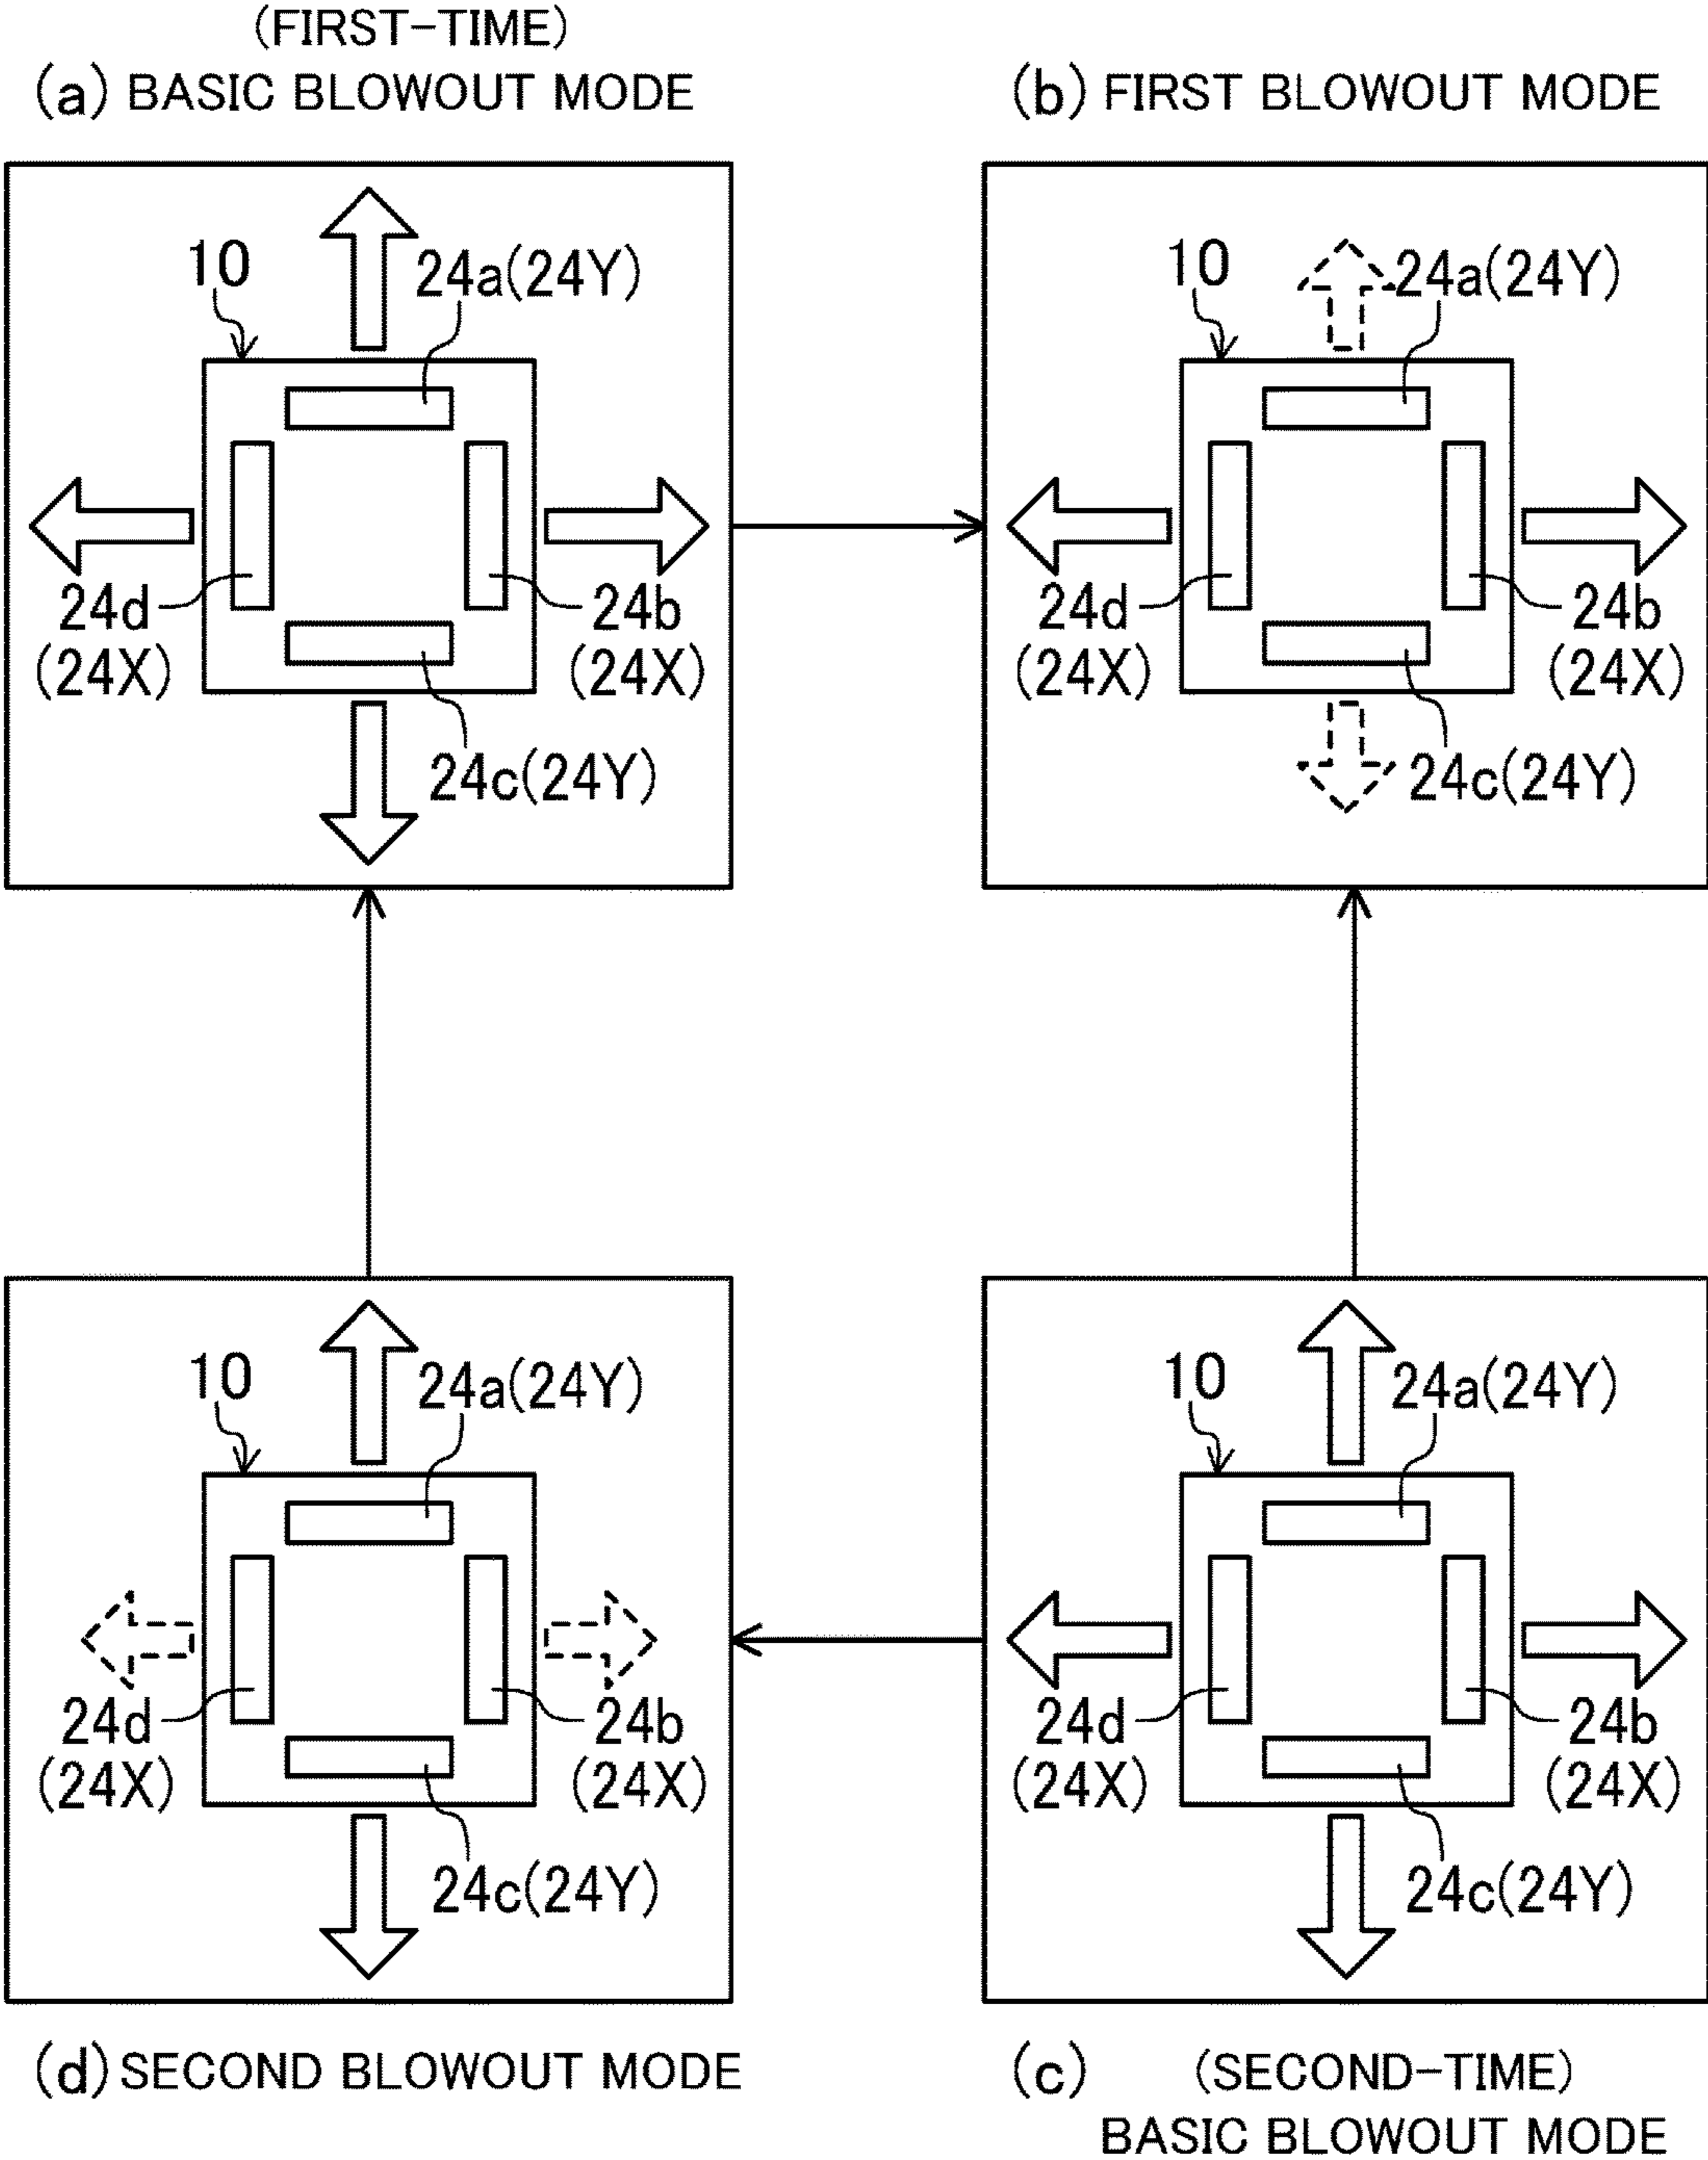 (FIRST-TIME)
(a) BASIC BLOWOUT MODE
(b) FIRST BLOWOUT MODE
10
24a(24Y)
24d
(24X)
24b
(24X)
24c(24Y)
10
24a(24Y)
24d
(24X)
24b
(24X)
24c(24Y)
10
24a(24Y)
24d
(24X)
24b
(24X)
24c(24Y)
10
24a(24Y)
24d
(24X)
24b
(24X)
24c(24Y)
(d) SECOND BLOWOUT MODE
(c) (SECOND-TIME)
BASIC BLOWOUT MODE